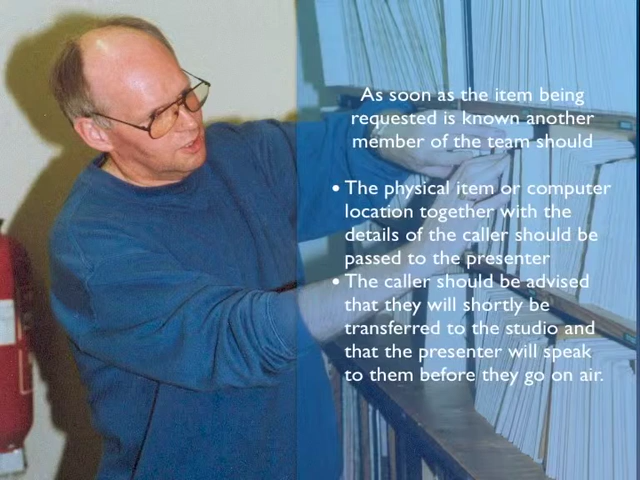 As soon as the item being
requested is known another
member of the team should
• The physical item or computer
location together with the
details of the caller should be
passed to the presenter
• The caller should be advised
that they will shortly be
transferred to the studio and
that the presenter will speak
to them before they go on air.